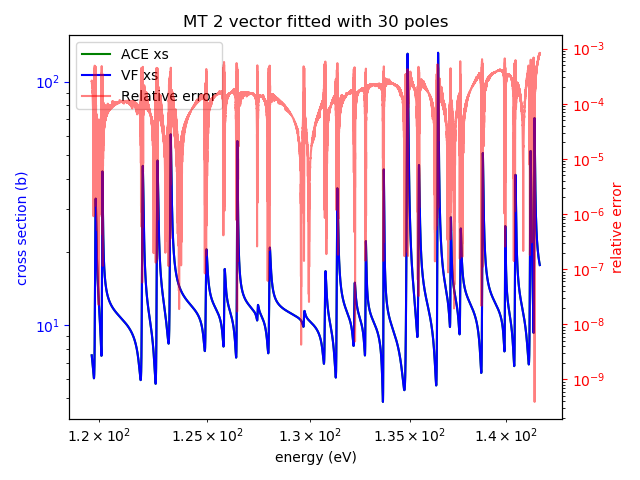 MT 2 vector fitted with 30 poles
ACE xs
VF xs
Relative error
cross section (b)
10²
10¹
10⁻³
10⁻⁴
10⁻⁵
10⁻⁶
10⁻⁷
10⁻⁸
10⁻⁹
relative error
1.2 × 10² 1.25 × 10² 1.3 × 10² 1.35 × 10² 1.4 × 10²
energy (eV)